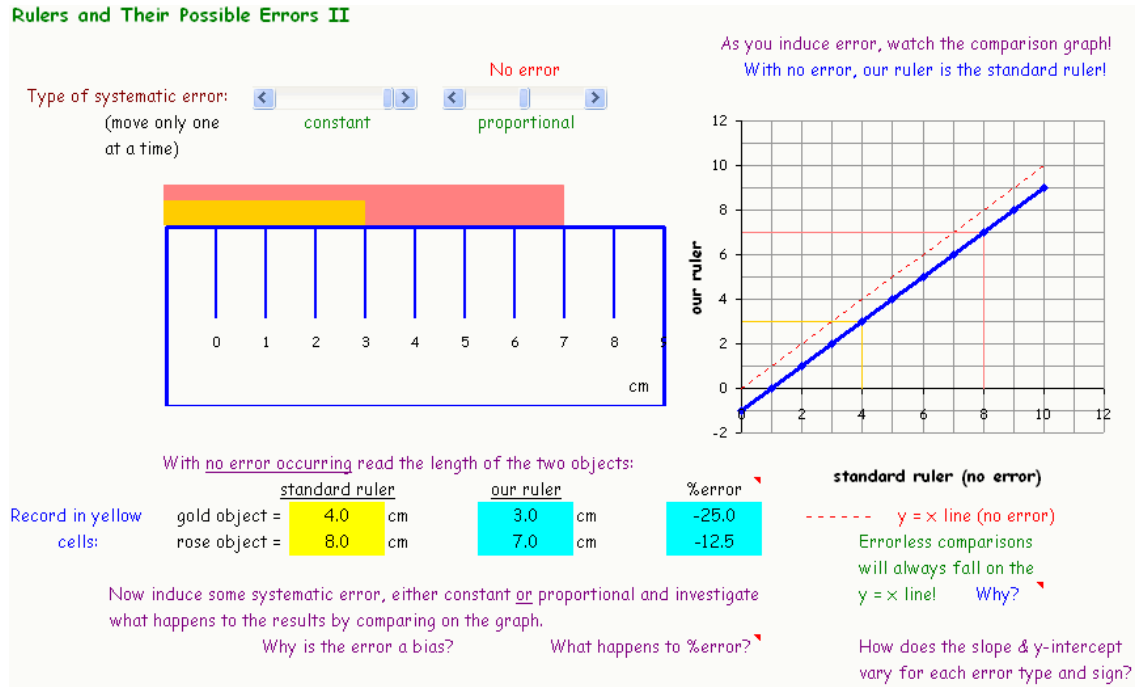 Rulers and Their Possible Errors II
As you induce error, watch the comparison graph!
With no error, our ruler is the standard ruler!
No error
Type of systematic error:
(move only one
at a time)
constant
proportional
12
10
8
6
4
2
0
-2
our ruler
0 2 4 6 8 10 12
standard ruler (no error)
0 1 2 3 4 5 6 7 8 9
cm
With no error occurring read the length of the two objects:
standard ruler our ruler %error
Record in yellow
cells:
gold object = 4.0 cm 3.0 cm -25.0
rose object = 8.0 cm 7.0 cm -12.5
------ y = x line (no error)
Errorless comparisons
will always fall on the
y = x line! Why?
Now induce some systematic error, either constant or proportional and investigate
what happens to the results by comparing on the graph.
Why is the error a bias? What happens to %error?
How does the slope & y-intercept
vary for each error type and sign?